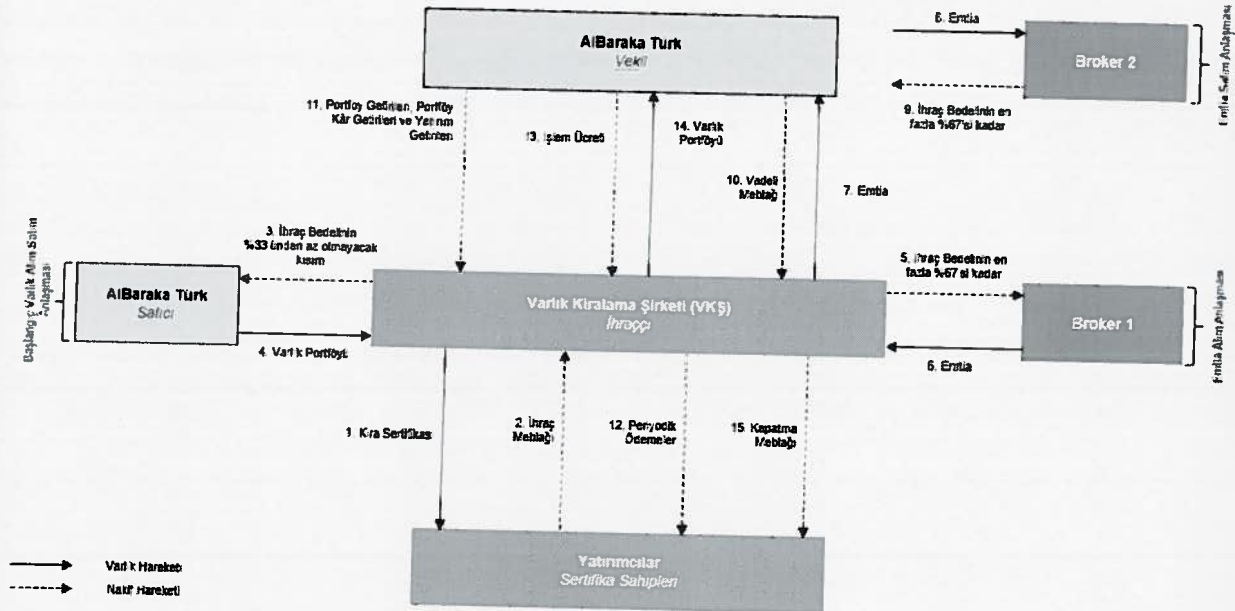 AlBaraka Türk
Vekil
6. Emtia
Broker 2
9. İhraç Bedelinin en
fazla %67'si kadar
Emtia Satım Anlaşması
11. Portföy Getirileri, Portföy
Kâr Getirileri ve Yatırım
Getirileri
13. İşlem Ücreti
14. Varlık
Portföyü
10. Vadeli
Meblağ
7. Emtia
Başlangıç Varlık Alım Satım
Anlaşması
3. İhraç Bedelinin
%33'ünden az olmayacak
kısım
AlBaraka Türk
Satıcı
4. Varlık Portföyü
Varlık Kiralama Şirketi (VKŞ)
İhraççı
5. İhraç Bedelinin en
fazla %67'si kadar
Broker 1
6. Emtia
Emtia Alım Anlaşması
1. Kira Sertifikası
2. İhraç
Meblağı
12. Periyodik
Ödemeler
15. Kapatma
Meblağı
Yatırımcılar
Sertifika Sahipleri
Varlık Hareketi
Nakit Hareketi